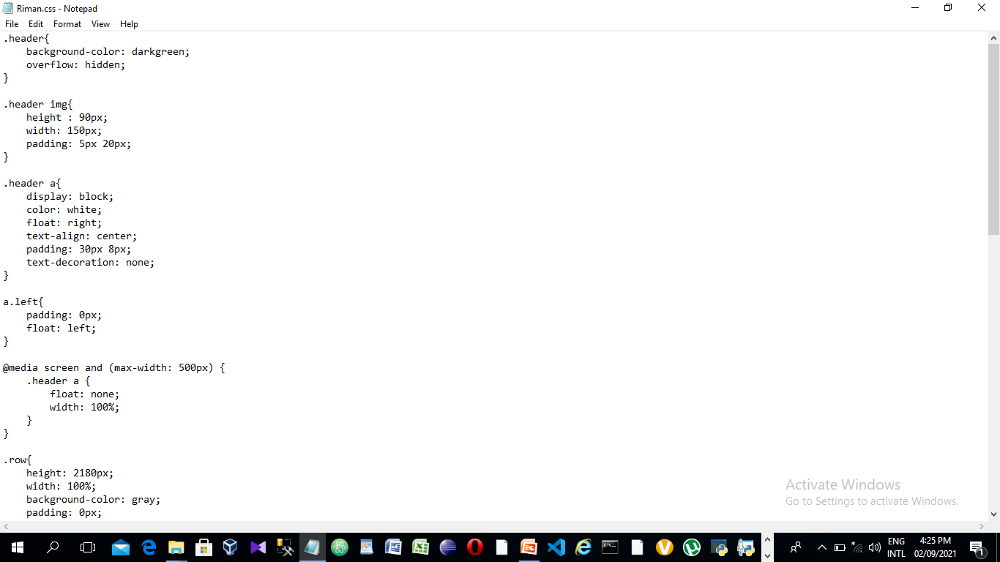 Riman.css - Notepad
File Edit Format View Help
.header{
    background-color: darkgreen;
    overflow: hidden;
}

.header img{
    height : 90px;
    width: 150px;
    padding: 5px 20px;
}

.header a{
    display: block;
    color: white;
    float: right;
    text-align: center;
    padding: 30px 8px;
    text-decoration: none;
}

a.left{
    padding: 0px;
    float: left;
}

@media screen and (max-width: 500px) {
    .header a {
        float: none;
        width: 100%;
    }
}

.row{
    height: 2180px;
    width: 100%;
    background-color: gray;
    padding: 0px;
Activate Windows
Go to Settings to activate Windows.
ENG
INTL
4:25 PM
02/09/2021
1